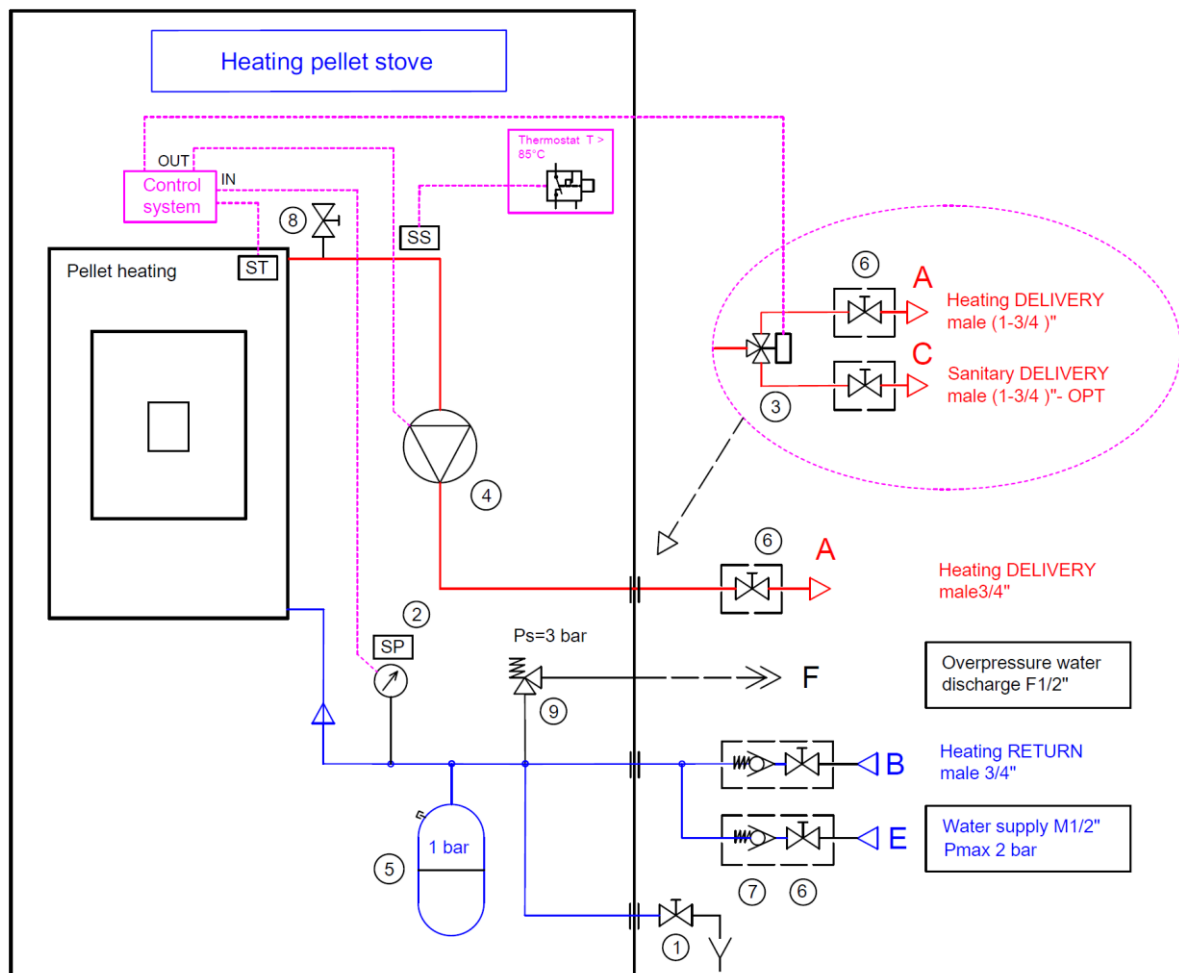 Heating pellet stove
Thermostat T >
85°C
OUT
IN
Control
system
8
SS
ST
Pellet heating
6
A
Heating DELIVERY
male (1-3/4 )"
C
Sanitary DELIVERY
male (1-3/4 )"- OPT
3
4
6
A
Heating DELIVERY
male3/4"
2
SP
Ps=3 bar
F
Overpressure water
discharge F1/2"
9
B
Heating RETURN
male 3/4"
1 bar
5
E
Water supply M1/2"
Pmax 2 bar
7
6
1